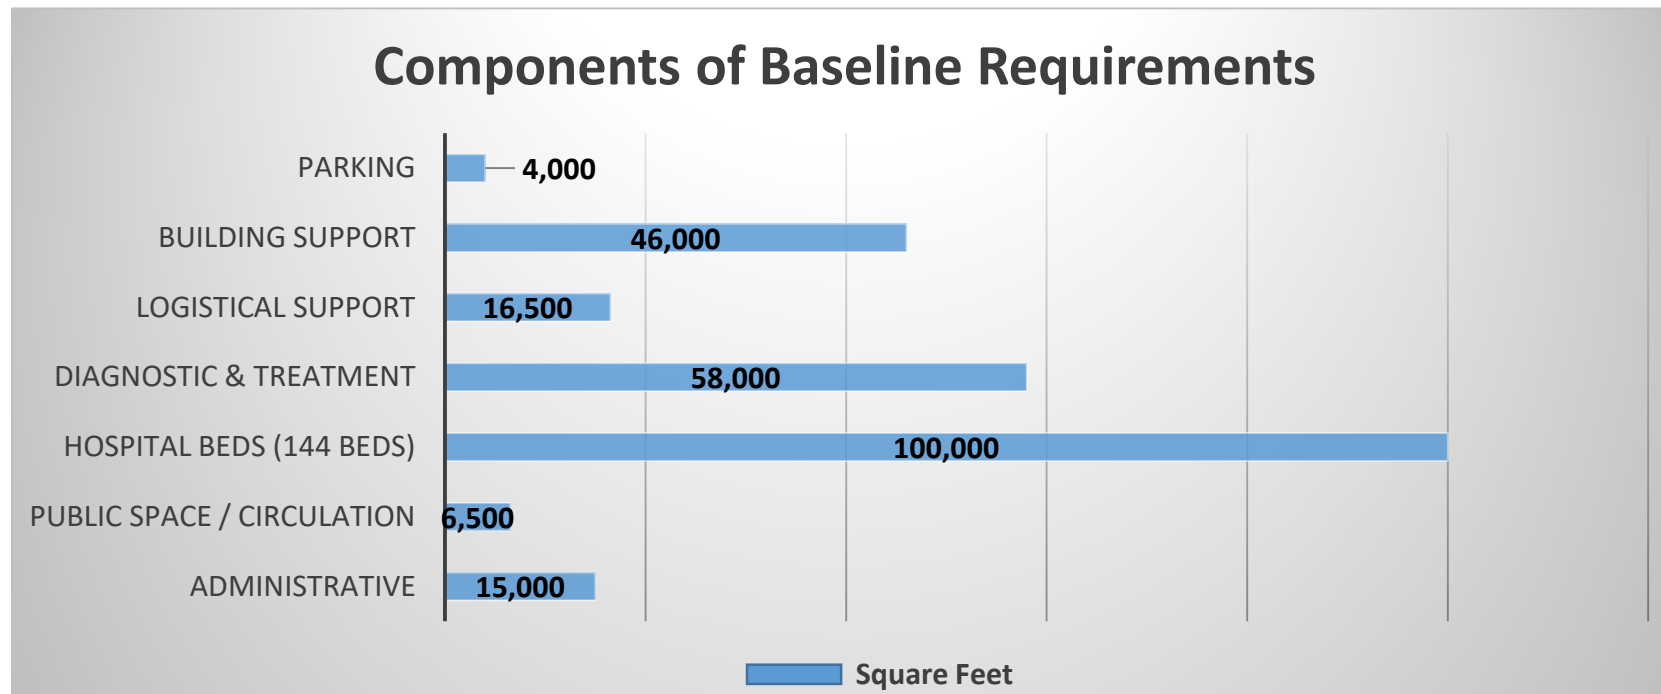 Components of Baseline Requirements
PARKING 4,000
BUILDING SUPPORT 46,000
LOGISTICAL SUPPORT 16,500
DIAGNOSTIC & TREATMENT 58,000
HOSPITAL BEDS (144 BEDS) 100,000
PUBLIC SPACE / CIRCULATION 6,500
ADMINISTRATIVE 15,000
Square Feet